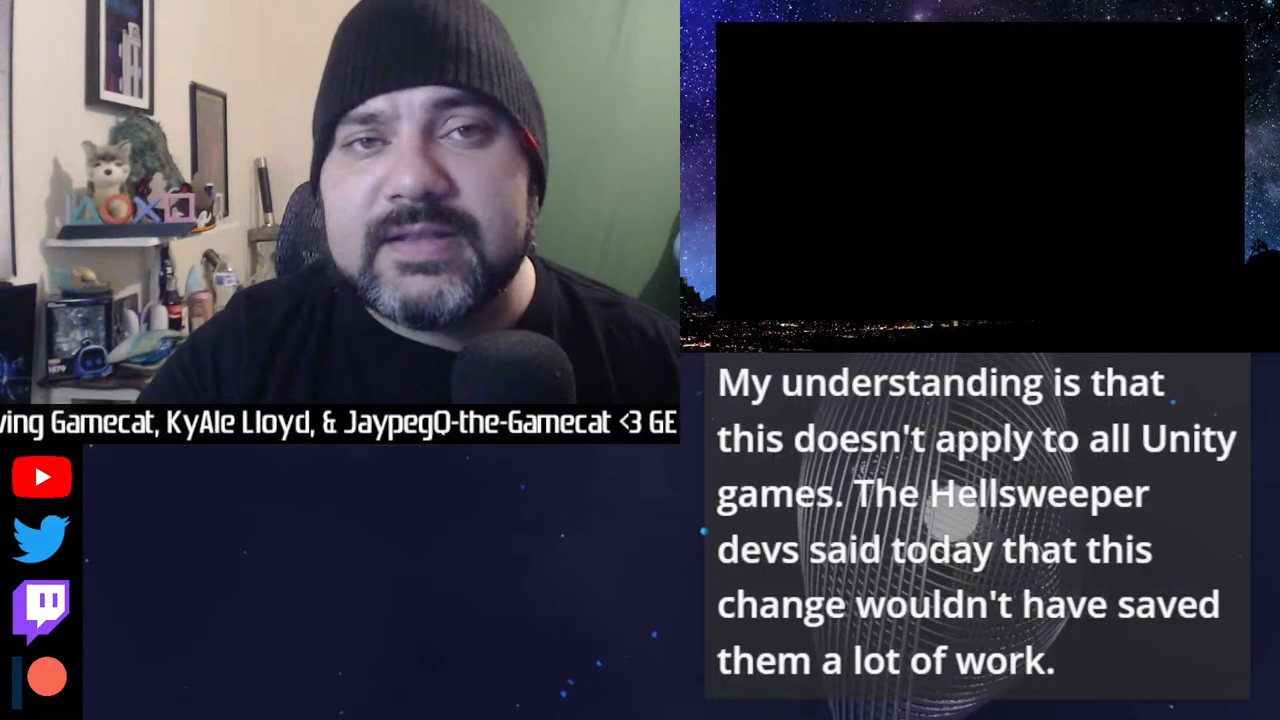 ving Gamecat, KyAle Lloyd, & JaypegQ-the-Gamecat <3 GE
My understanding is that
this doesn't apply to all Unity
games. The Hellsweeper
devs said today that this
change wouldn't have saved
them a lot of work.